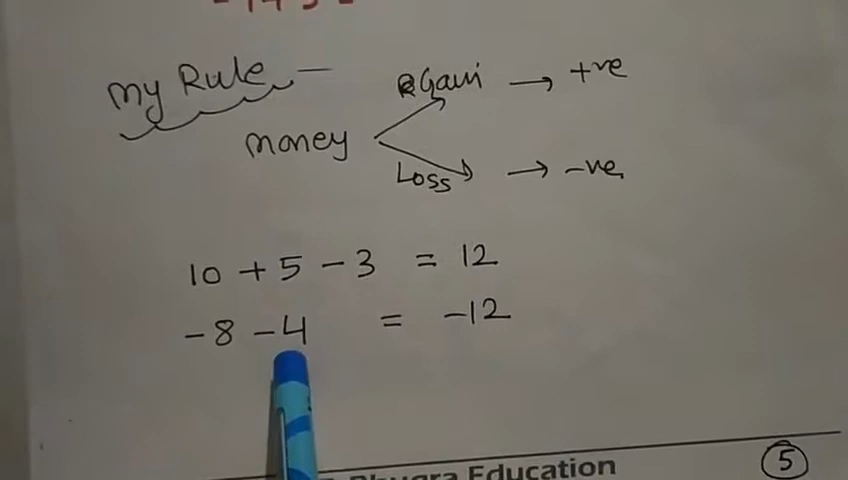 My Rule —
Gain → +ve
Money
Loss → -ve
10 + 5 - 3 = 12
-8 -4 = -12
Education
5